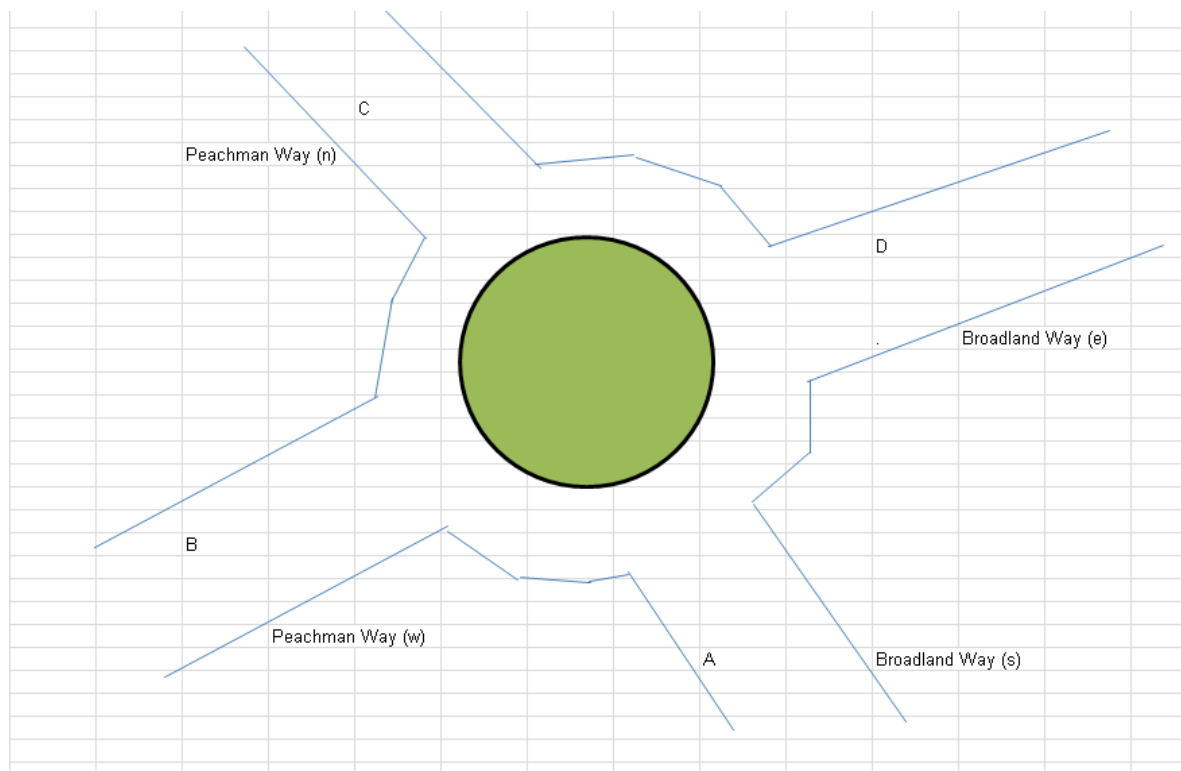 C
Peachman Way (n)
D
Broadland Way (e)
B
Peachman Way (w)
A
Broadland Way (s)